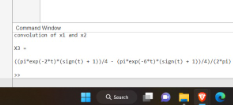 Command Window
convolution of x1 and x2
X3 =
((pi*exp(-2*t)*(sign(t) + 1))/4 - (pi*exp(-6*t)*(sign(t) + 1))/4)/(2*pi)
>>
Search